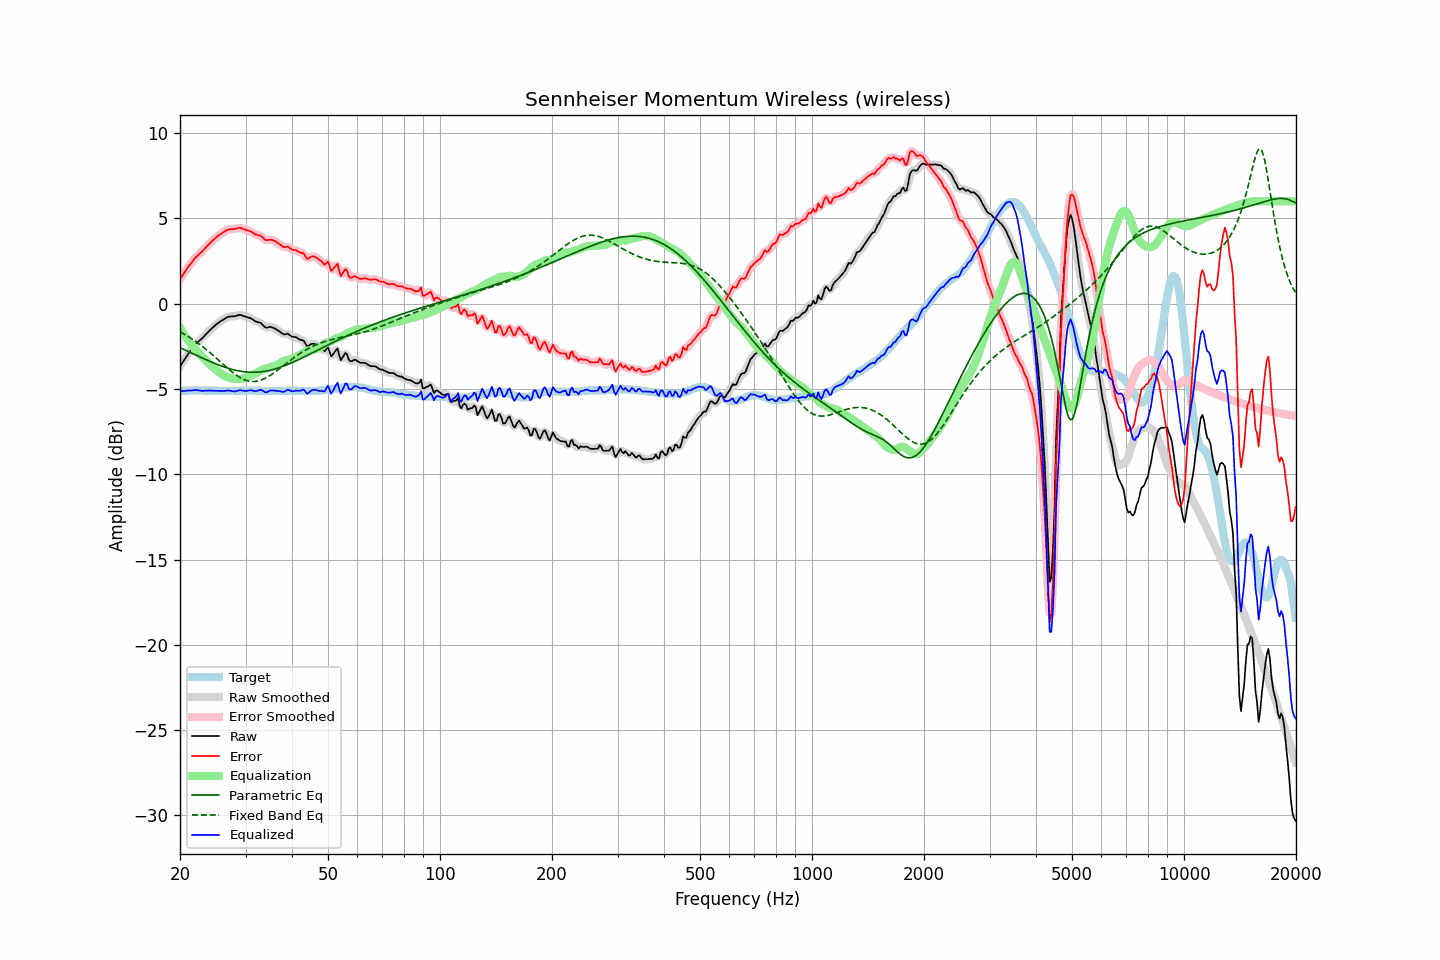 Sennheiser Momentum Wireless (wireless)
10
5
0
−5
−10
−15
−20
−25
−30
Amplitude (dBr)
Target
Raw Smoothed
Error Smoothed
Raw
Error
Equalization
Parametric Eq
Fixed Band Eq
Equalized
20 50 100 200 500 1000 2000 5000 10000 20000
Frequency (Hz)